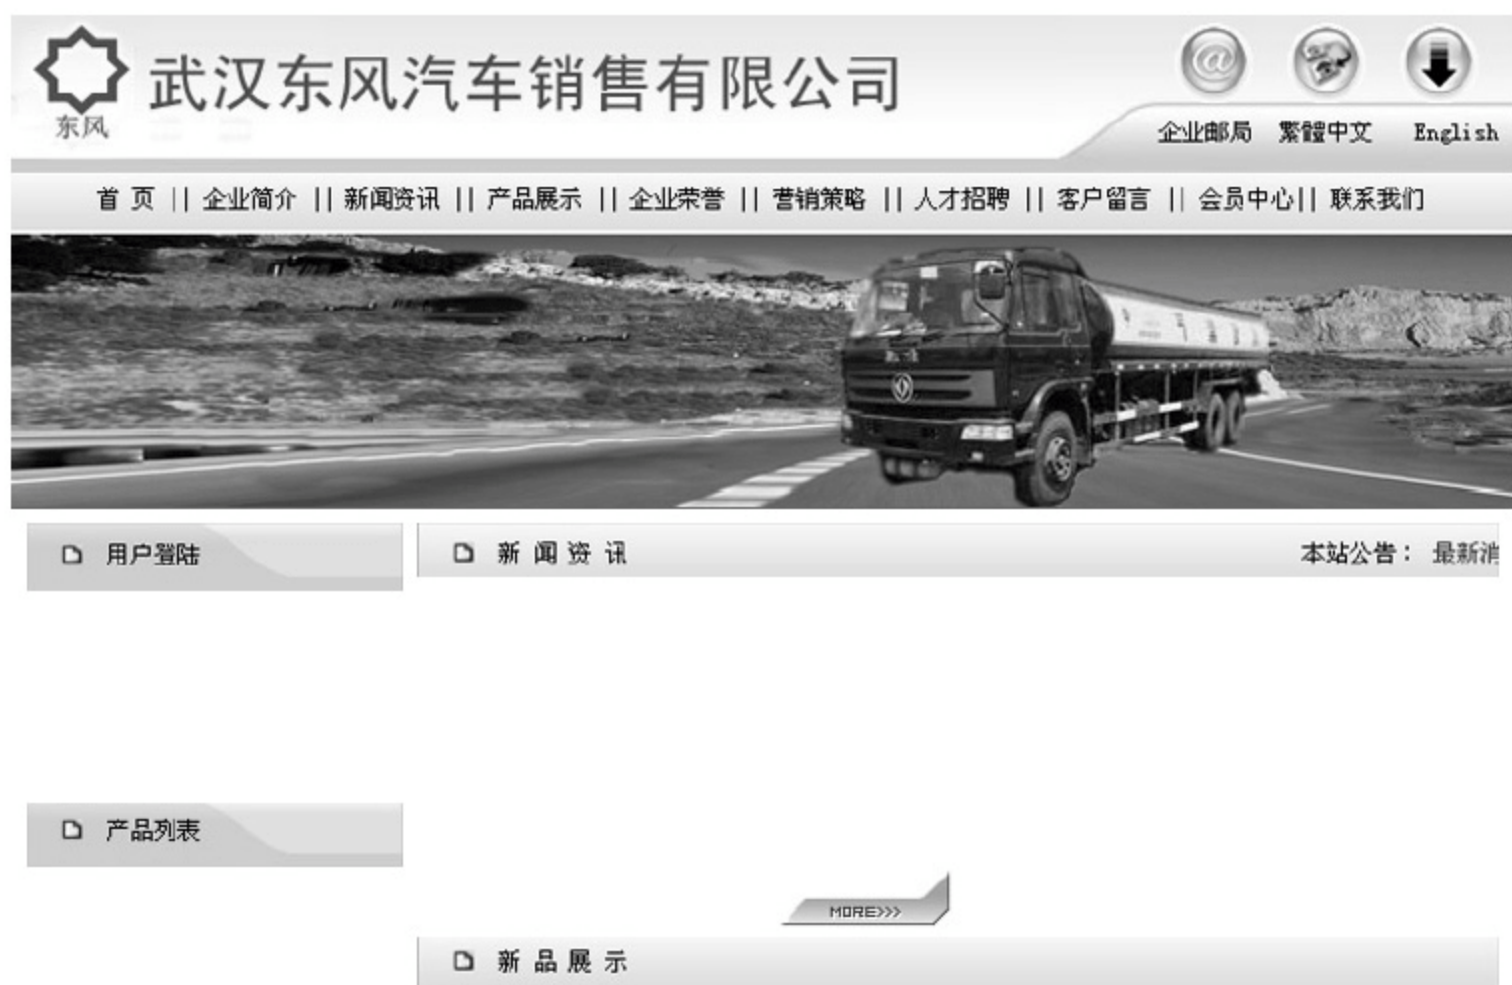 武汉东风汽车销售有限公司
东风
企业邮局 繁體中文 English
首 页 || 企业简介 || 新闻资讯 || 产品展示 || 企业荣誉 || 营销策略 || 人才招聘 || 客户留言 || 会员中心|| 联系我们
用户登陆
新闻资讯
本站公告： 最新消
产品列表
MORE>>>
新品展示